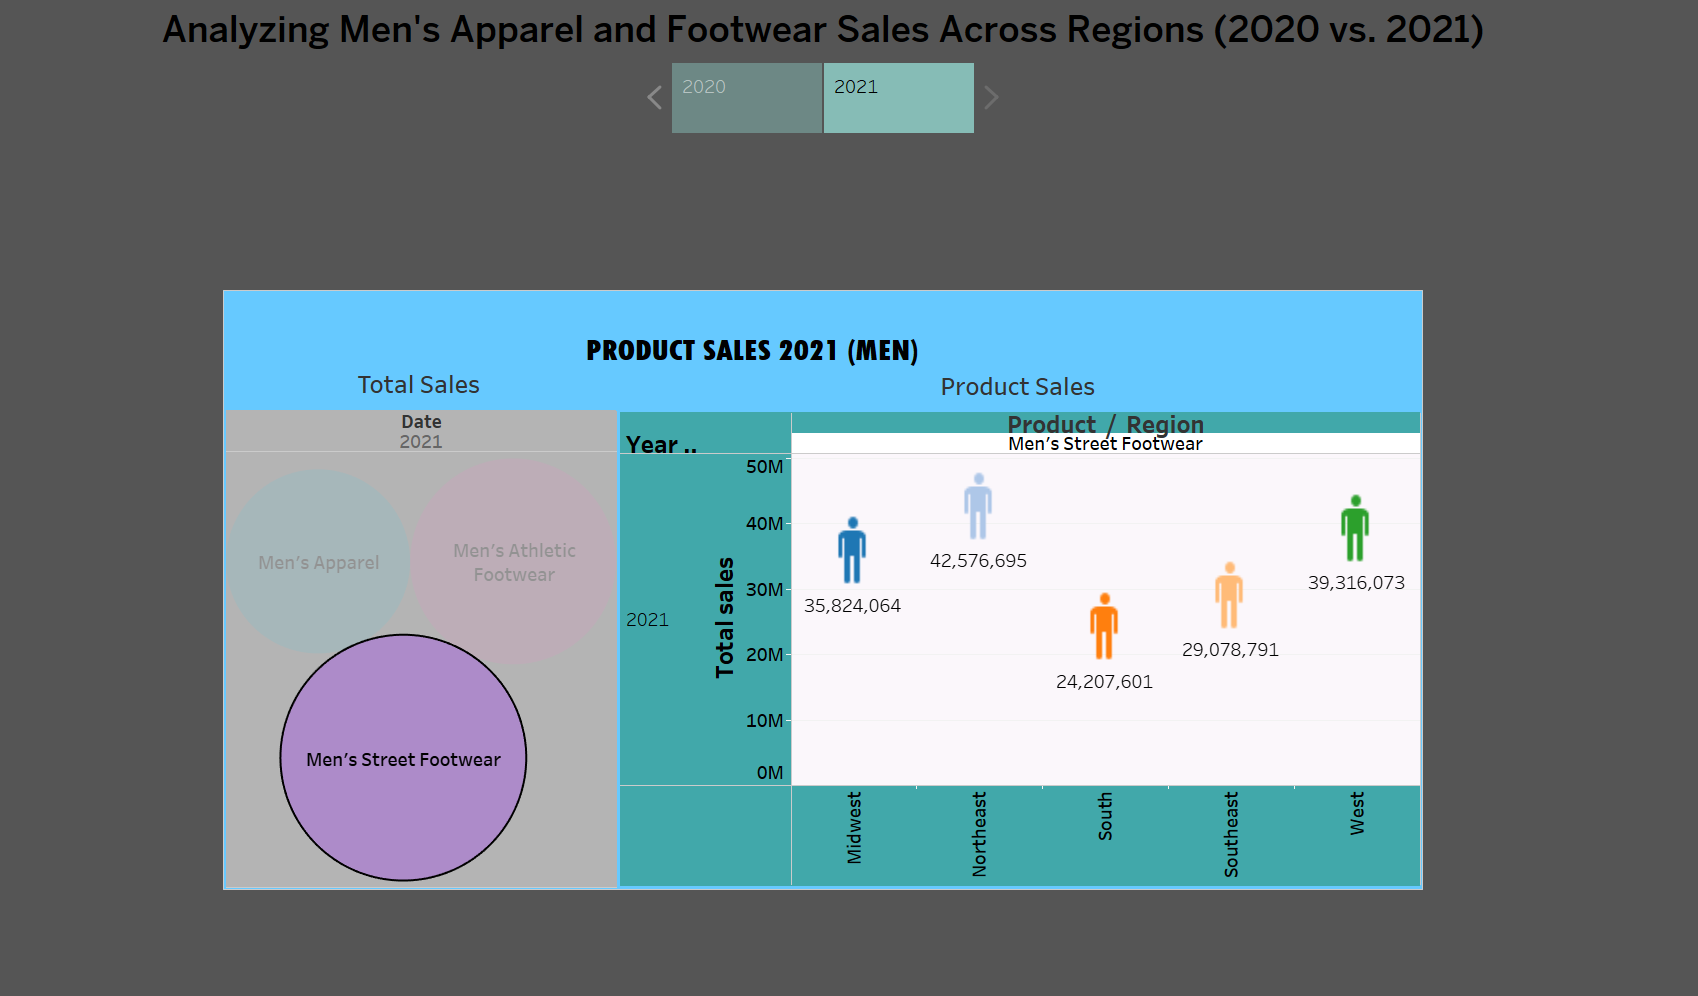 Analyzing Men's Apparel and Footwear Sales Across Regions (2020 vs. 2021)
2020
2021
PRODUCT SALES 2021 (MEN)
Total Sales
Product Sales
Date
2021
Men's Apparel
Men's Athletic
Footwear
Men's Street Footwear
Year ..
Product / Region
Men's Street Footwear
2021
Total sales
50M
40M
30M
20M
10M
0M
35,824,064
42,576,695
24,207,601
29,078,791
39,316,073
Midwest
Northeast
South
Southeast
West